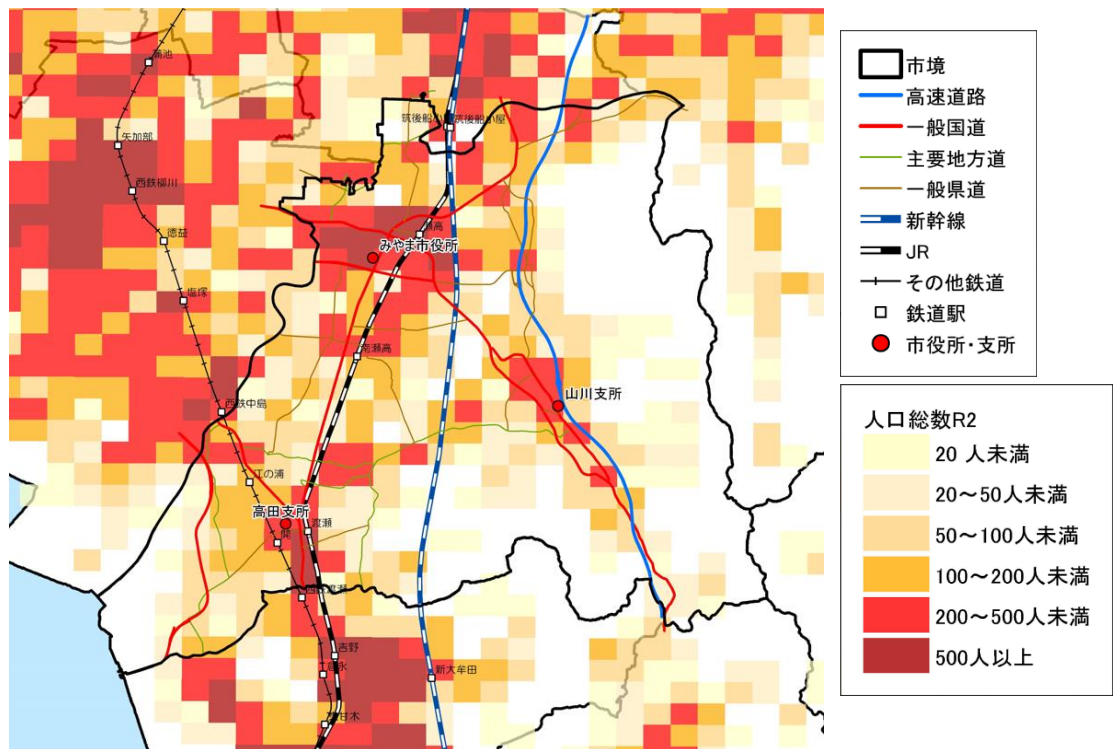 蒲池
筑後船小屋
矢加部
西鉄柳川
徳益
瀬高
みやま市役所
塩塚
南瀬高
山川支所
西鉄中島
江の浦
高田支所
渡瀬
開
西鉄渡瀬
吉野
新大牟田
市境
高速道路
一般国道
主要地方道
一般県道
新幹線
JR
その他鉄道
鉄道駅
市役所・支所
人口総数R2
20 人未満
20～50人未満
50～100人未満
100～200人未満
200～500人未満
500人以上